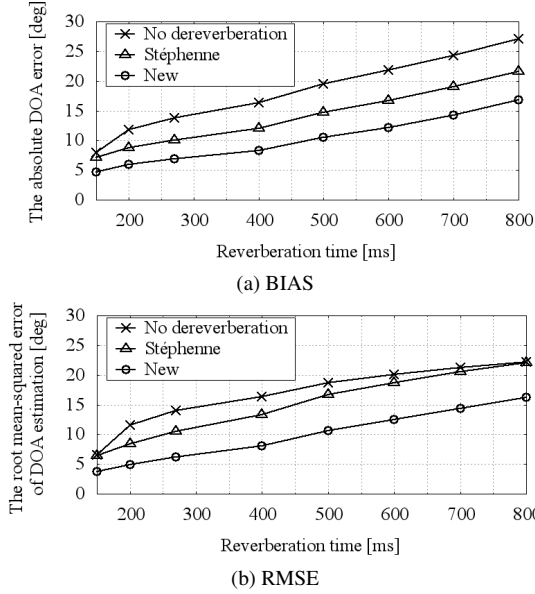 The absolute DOA error [deg]
30
25
20
15
10
5
0
No dereverberation
Stéphenne
New
200 300 400 500 600 700 800
Reverberation time [ms]
(a) BIAS
The root mean-squared error
of DOA estimation [deg]
30
25
20
15
10
5
0
No dereverberation
Stéphenne
New
200 300 400 500 600 700 800
Reverberation time [ms]
(b) RMSE